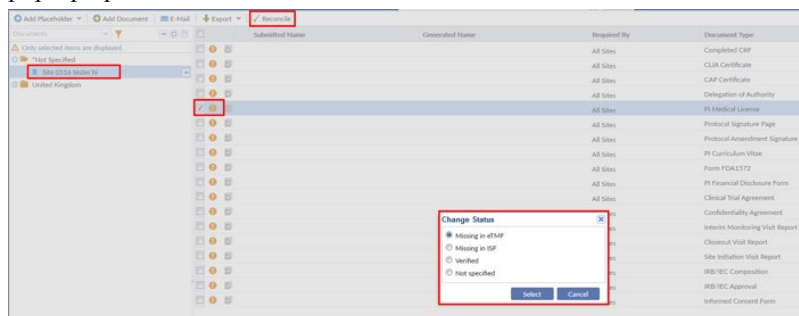 Add Placeholder Add Document E-Mail Export Reconcile
Documents Submitted Name Generated Name Required By Document Type
Only selected items are displayed.
*Not Specified
Site 0316 tester
United Kingdom
All Sites Completed CRF
All Sites CLIA Certificate
All Sites CAP Certificate
All Sites Delegation of Authority
All Sites PI Medical License
All Sites Protocol Signature Page
All Sites Protocol Amendment Signature
All Sites PI Curriculum Vitae
All Sites Form FDA1572
All Sites PI Financial Disclosure Form
All Sites Clinical Trial Agreement
Confidentiality Agreement
Interim Monitoring Visit Report
Closeout Visit Report
Site Initiation Visit Report
IRB/IEC Composition
IRB/IEC Approval
Informed Consent Form
Change Status
Missing in eTMF
Missing in ISF
Verified
Not specified
Select Cancel